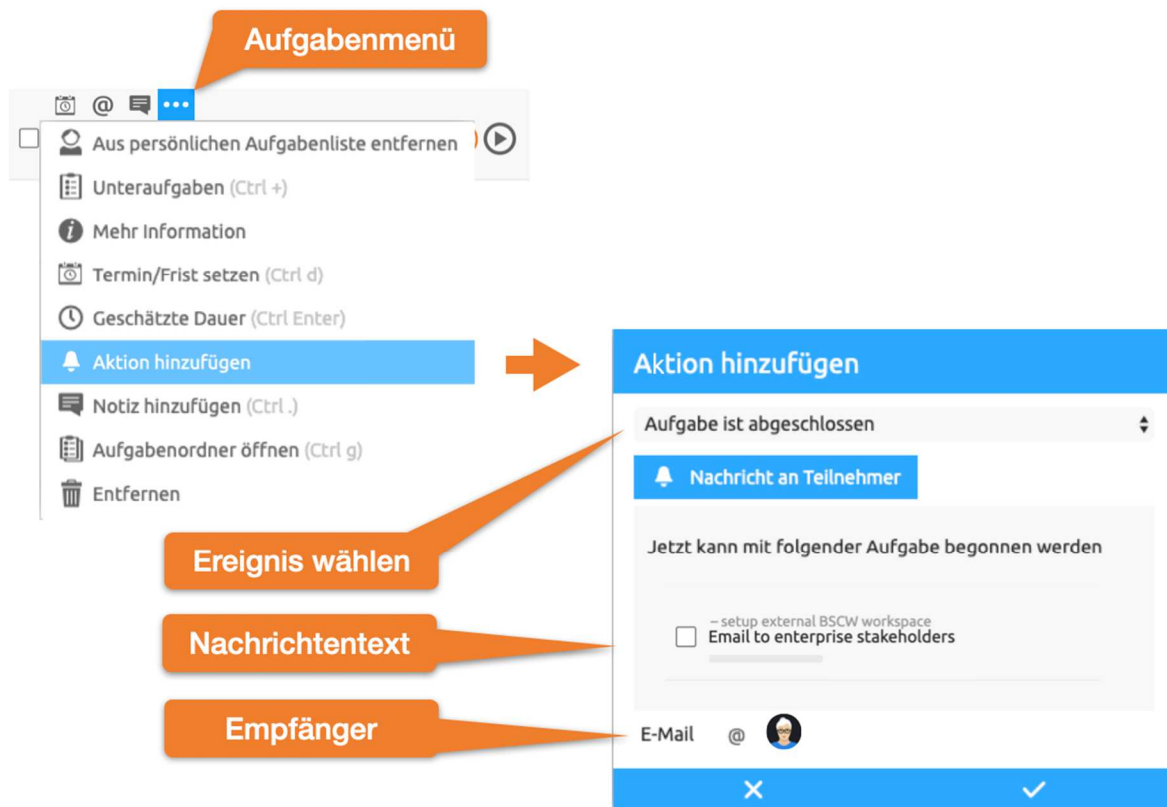 Aufgabenmenü
@
Aus persönlichen Aufgabenliste entfernen
Unteraufgaben (Ctrl +)
Mehr Information
Termin/Frist setzen (Ctrl d)
Geschätzte Dauer (Ctrl Enter)
Aktion hinzufügen
Notiz hinzufügen (Ctrl .)
Aufgabenordner öffnen (Ctrl g)
Entfernen
Ereignis wählen
Nachrichtentext
Empfänger
Aktion hinzufügen
Aufgabe ist abgeschlossen
Nachricht an Teilnehmer
Jetzt kann mit folgender Aufgabe begonnen werden
– setup external BSCW workspace
Email to enterprise stakeholders
E-Mail @